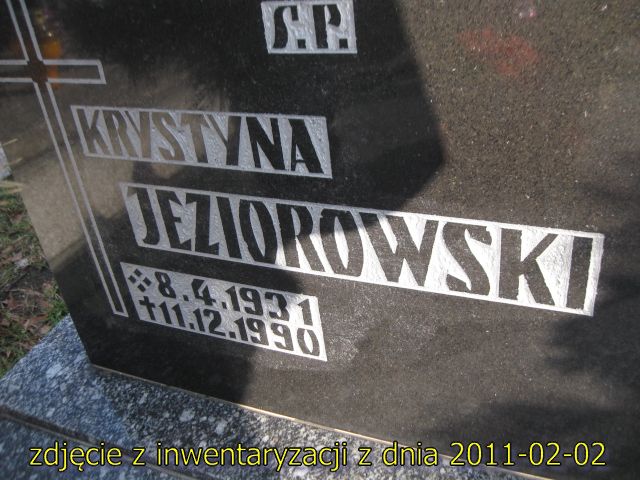 Ś.P.
KRYSTYNA
JEZIOROWSKI
8.4.1931
✝11.12.1990
zdjęcie z inwentaryzacji z dnia 2011-02-02